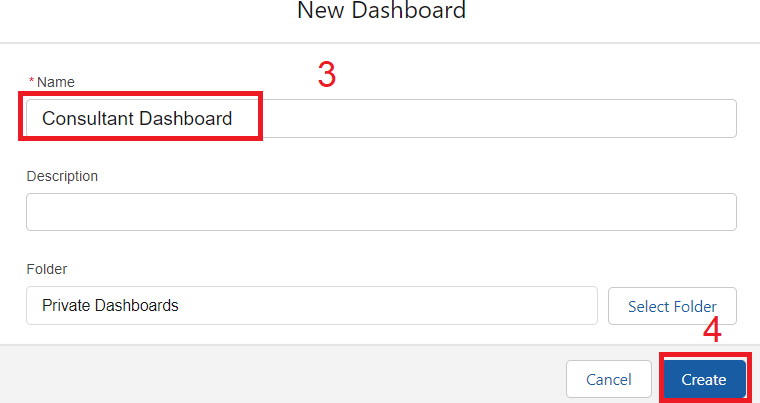 New Dashboard
3
* Name
Consultant Dashboard
Description
Folder
Private Dashboards
Select Folder
4
Cancel
Create